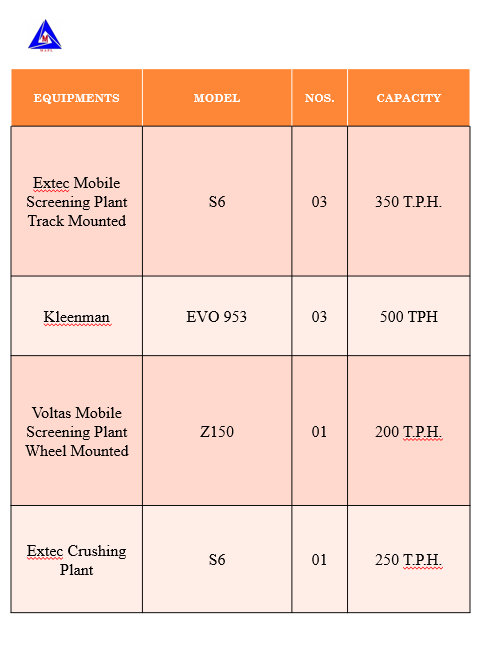 M
EQUIPMENTS MODEL NOS. CAPACITY
Extec Mobile
Screening Plant
Track Mounted
S6 03 350 T.P.H.
Kleenman EVO 953 03 500 TPH
Voltas Mobile
Screening Plant
Wheel Mounted
Z150 01 200 T.P.H.
Extec Crushing
Plant
S6 01 250 T.P.H.